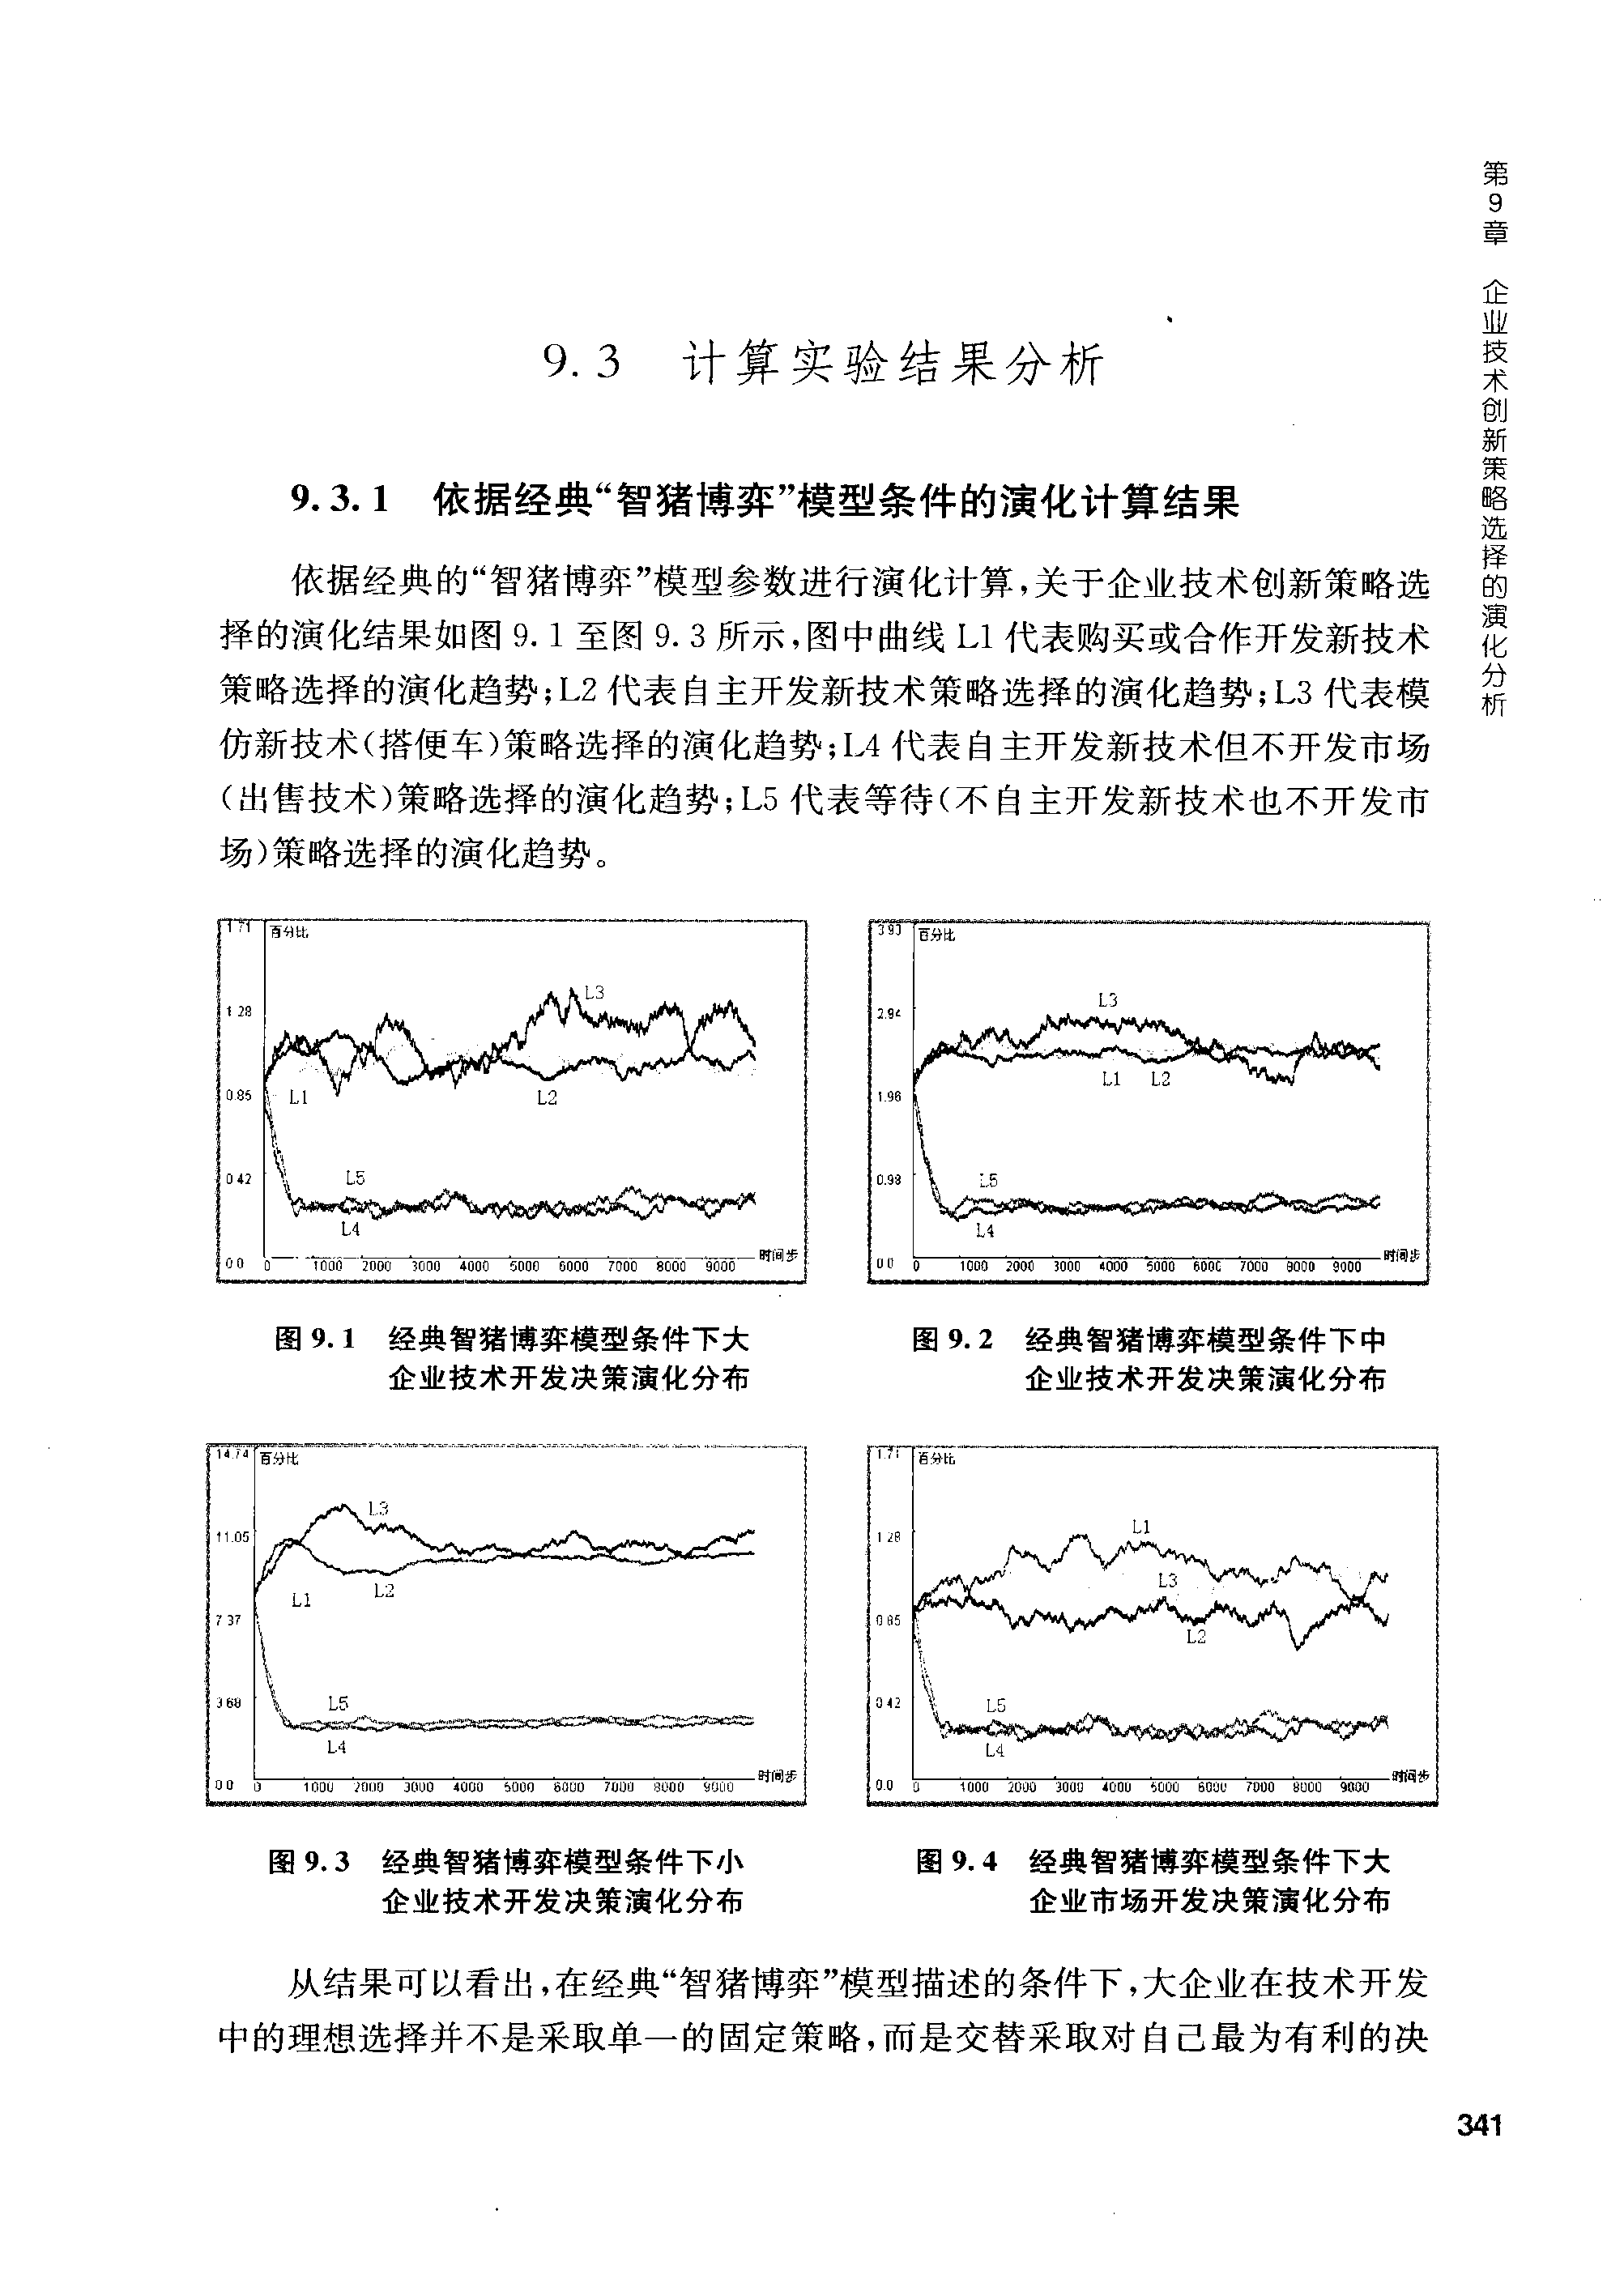 第9章 企业技术创新策略选择的演化分析
9.3 计算实验结果分析
9.3.1 依据经典“智猪博弈”模型条件的演化计算结果
依据经典的“智猪博弈”模型参数进行演化计算,关于企业技术创新策略选
择的演化结果如图9.1至图9.3所示,图中曲线L1代表购买或合作开发新技术
策略选择的演化趋势;L2代表自主开发新技术策略选择的演化趋势;L3代表模
仿新技术(搭便车)策略选择的演化趋势;L4代表自主开发新技术但不开发市场
(出售技术)策略选择的演化趋势;L5代表等待(不自主开发新技术也不开发市
场)策略选择的演化趋势。
1.71 百分比
L3
1.28
0.85 L1 L2
0.42 L5
L4
0.0 0 1000 2000 3000 4000 5000 6000 7000 8000 9000 时间步
图9.1 经典智猪博弈模型条件下大
企业技术开发决策演化分布
百分比
L3
2.94
L1 L2
1.96
0.98 L5
L4
0.0 0 1000 2000 3000 4000 5000 6000 7000 8000 9000 时间步
图9.2 经典智猪博弈模型条件下中
企业技术开发决策演化分布
14.74 百分比
L3
11.05
L1 L2
7.37
3.68 L5
L4
0.0 0 1000 2000 3000 4000 5000 6000 7000 8000 9000 时间步
图9.3 经典智猪博弈模型条件下小
企业技术开发决策演化分布
1.71 百分比
L1
1.28
L3
0.85
L2
0.42 L5
L4
0.0 0 1000 2000 3000 4000 5000 6000 7000 8000 9000 时间步
图9.4 经典智猪博弈模型条件下大
企业市场开发决策演化分布
从结果可以看出,在经典“智猪博弈”模型描述的条件下,大企业在技术开发
中的理想选择并不是采取单一的固定策略,而是交替采取对自己最为有利的决
341